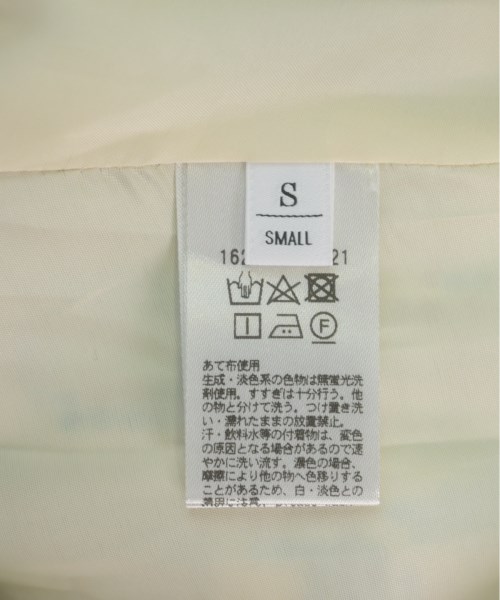 S
SMALL
162 21
F
あて布使用
生成・淡色系の色物は無蛍光洗
剤使用。すすぎは十分行う。他
の物と分けて洗う。つけ置き洗
い・濡れたままの放置禁止。
汗・飲料水等の付着物は、変色
の原因となる場合があるので速
やかに洗い流す。濃色の場合、
摩擦により他の物へ色移りする
ことがあるため、白・淡色との